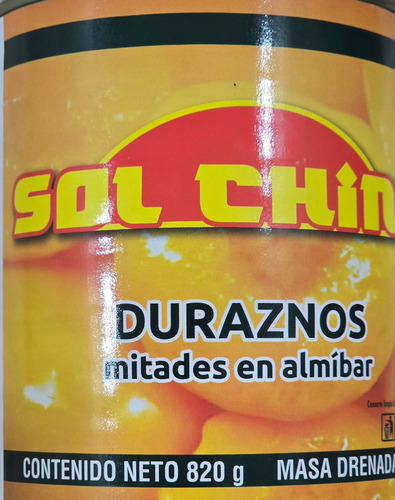 SOL CHIN
DURAZNOS
mitades en almíbar
CONTENIDO NETO 820 g MASA DRENADA